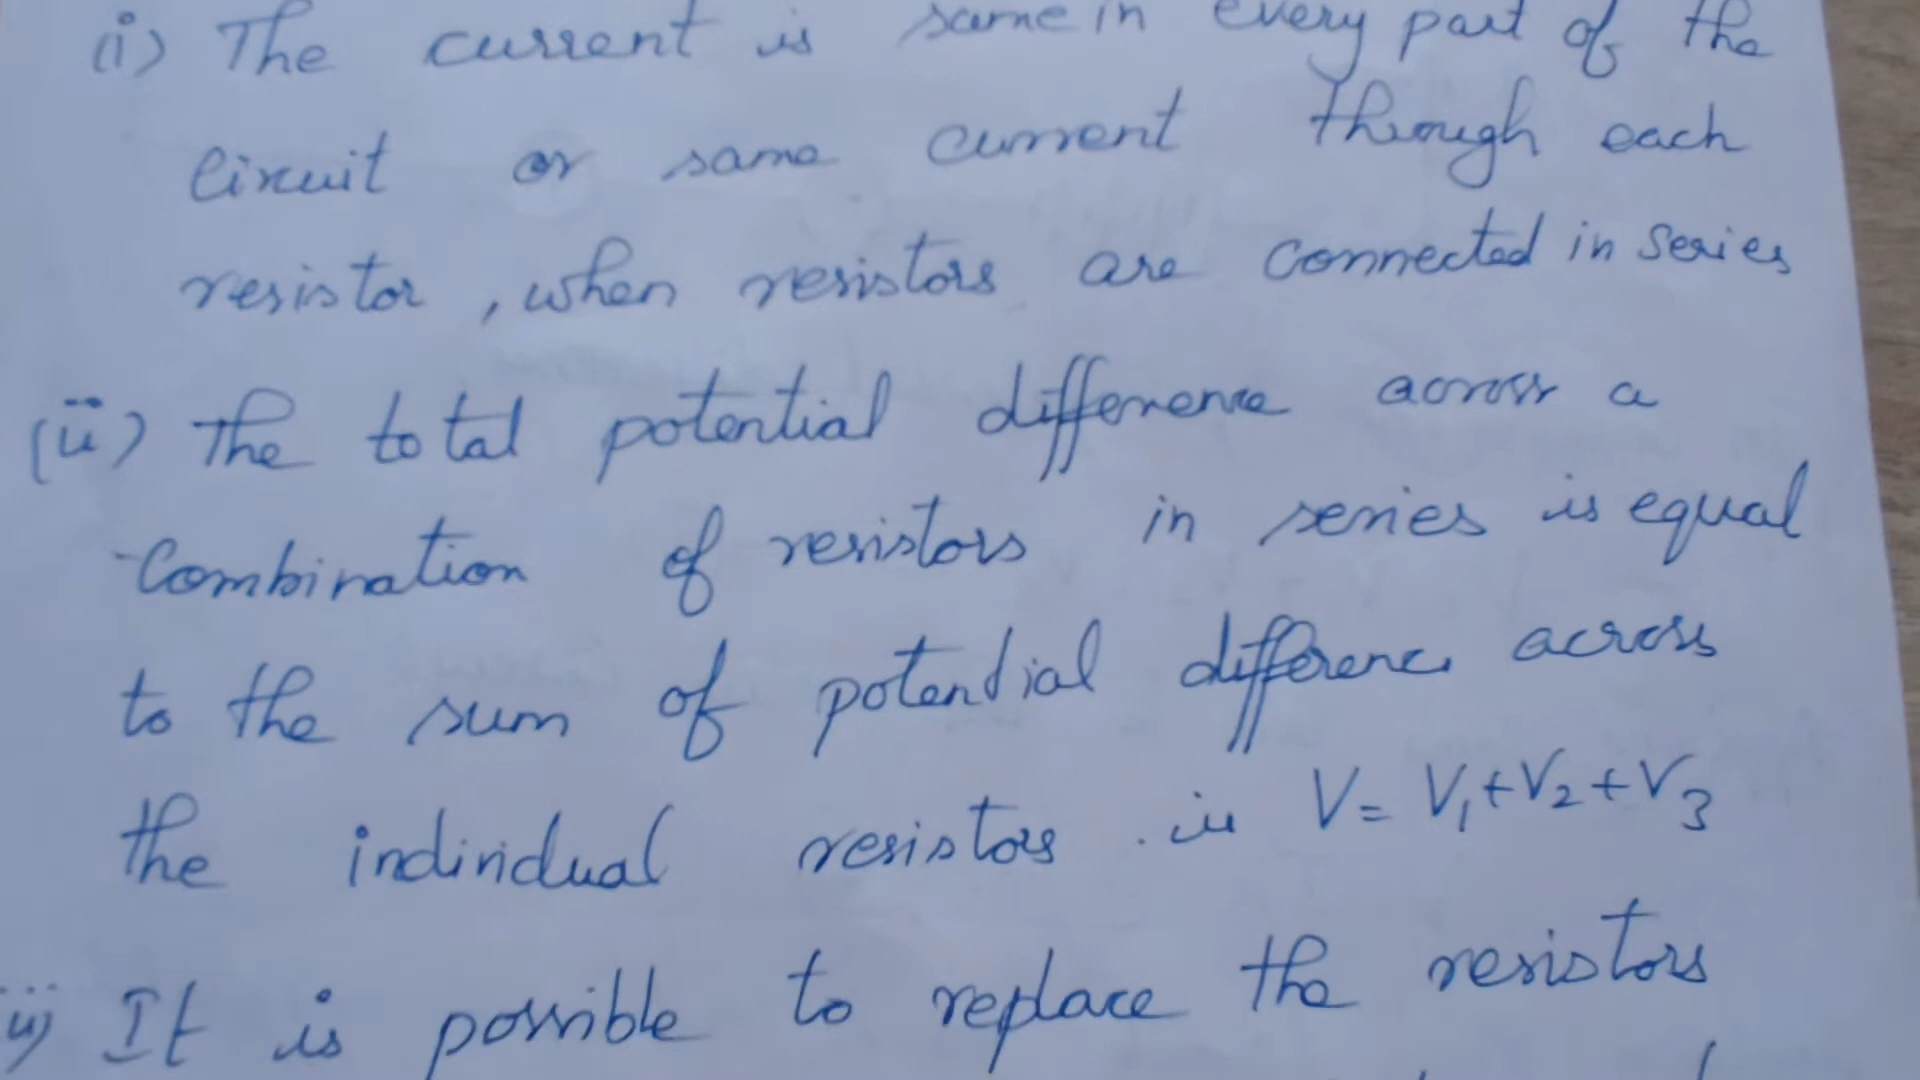 (i) The current is same in every part of the
circuit or same current through each
resistor, when resistors are connected in series
(ii) The total potential difference across a
Combination of resistors in series is equal
to the sum of potential difference across
the individual resistors. ie V = V₁ + V₂ + V₃
iii) It is possible to replace the resistors